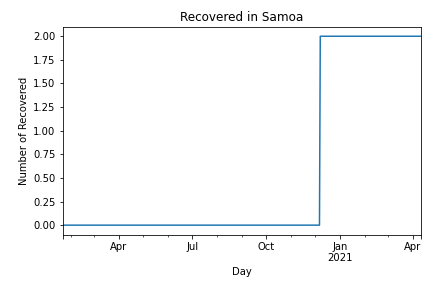 Recovered in Samoa
2.00
1.75
1.50
1.25
1.00
0.75
0.50
0.25
0.00
Number of Recovered
Apr Jul Oct Jan Apr
2021
Day